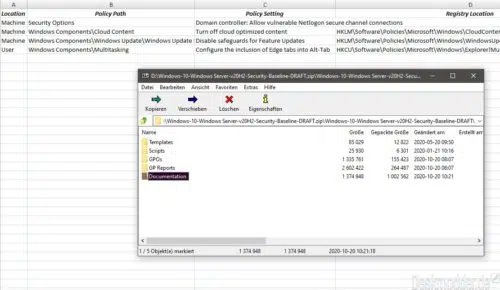 A B C D
Location Policy Path Policy Setting Registry Location
Machine Security Options Domain controller: Allow vulnerable Netlogon secure channel connections
Machine Windows Components\Cloud Content Turn off cloud optimized content HKLM\Software\Policies\Microsoft\Windows\CloudConten
Machine Windows Components\Windows Update\Windows Update Disable safeguards for Feature Updates HKLM\Software\Policies\Microsoft\Windows\WindowsUp
User Windows Components\Multitasking Configure the inclusion of Edge tabs into Alt-Tab HKCU\Software\Policies\Microsoft\Windows\Explorer!Mu
D:\Windows-10-Windows Server-v20H2-Security-Baseline-DRAFT.zip\Windows-10-Windows Server-v20H2-Secu...
Datei Bearbeiten Ansicht Favoriten Extras Hilfe
Kopieren Verschieben Löschen Eigenschaften
\Windows-10-Windows Server-v20H2-Security-Baseline-DRAFT.zip\Windows-10-Windows Server-v20H2-Security-Baseline-DRAFT\
Name Größe Gepackte Größe Geändert am Erstellt am
Templates 85 029 12 822 2020-05-20 09:50
Scripts 25 930 6 301 2020-01-21 10:16
GPOs 1 335 761 155 423 2020-10-20 08:07
GP Reports 2 602 422 264 487 2020-10-20 08:07
Documentation 1 374 948 1 002 562 2020-10-20 10:21
1 / 5 Objekt(e) markiert 1 374 948 1 374 948 2020-10-20 10:21:18
Deskmodder.de